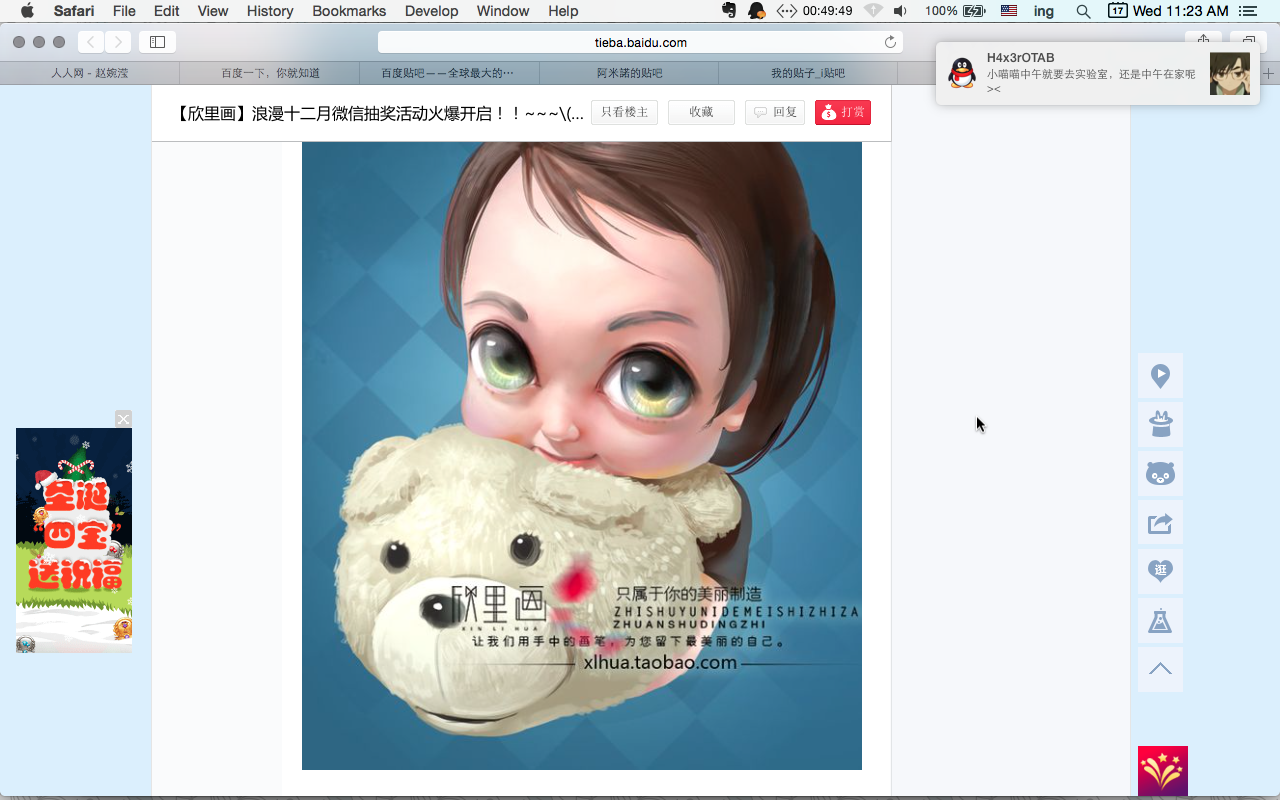 Safari File Edit View History Bookmarks Develop Window Help
00:49:49 100% ing 17 Wed 11:23 AM
tieba.baidu.com
人人网 - 赵婉滢
百度一下，你就知道
百度贴吧——全球最大的…
阿米諾的贴吧
我的贴子_i贴吧
H4x3rOTAB
小喵喵中午就要去实验室，还是中午在家呢
><
【欣里画】浪漫十二月微信抽奖活动火爆开启！！~~~\(...
只看楼主
收藏
回复
打赏
圣诞
四宝
送祝福
欣里画
XIN LI HUA
只属于你的美丽制造
ZHISHUYUNIDEMEISHIZHIZA
ZHUANSHUDINGZHI
让我们用手中的画笔，为您留下最美丽的自己。
xlhua.taobao.com
逛